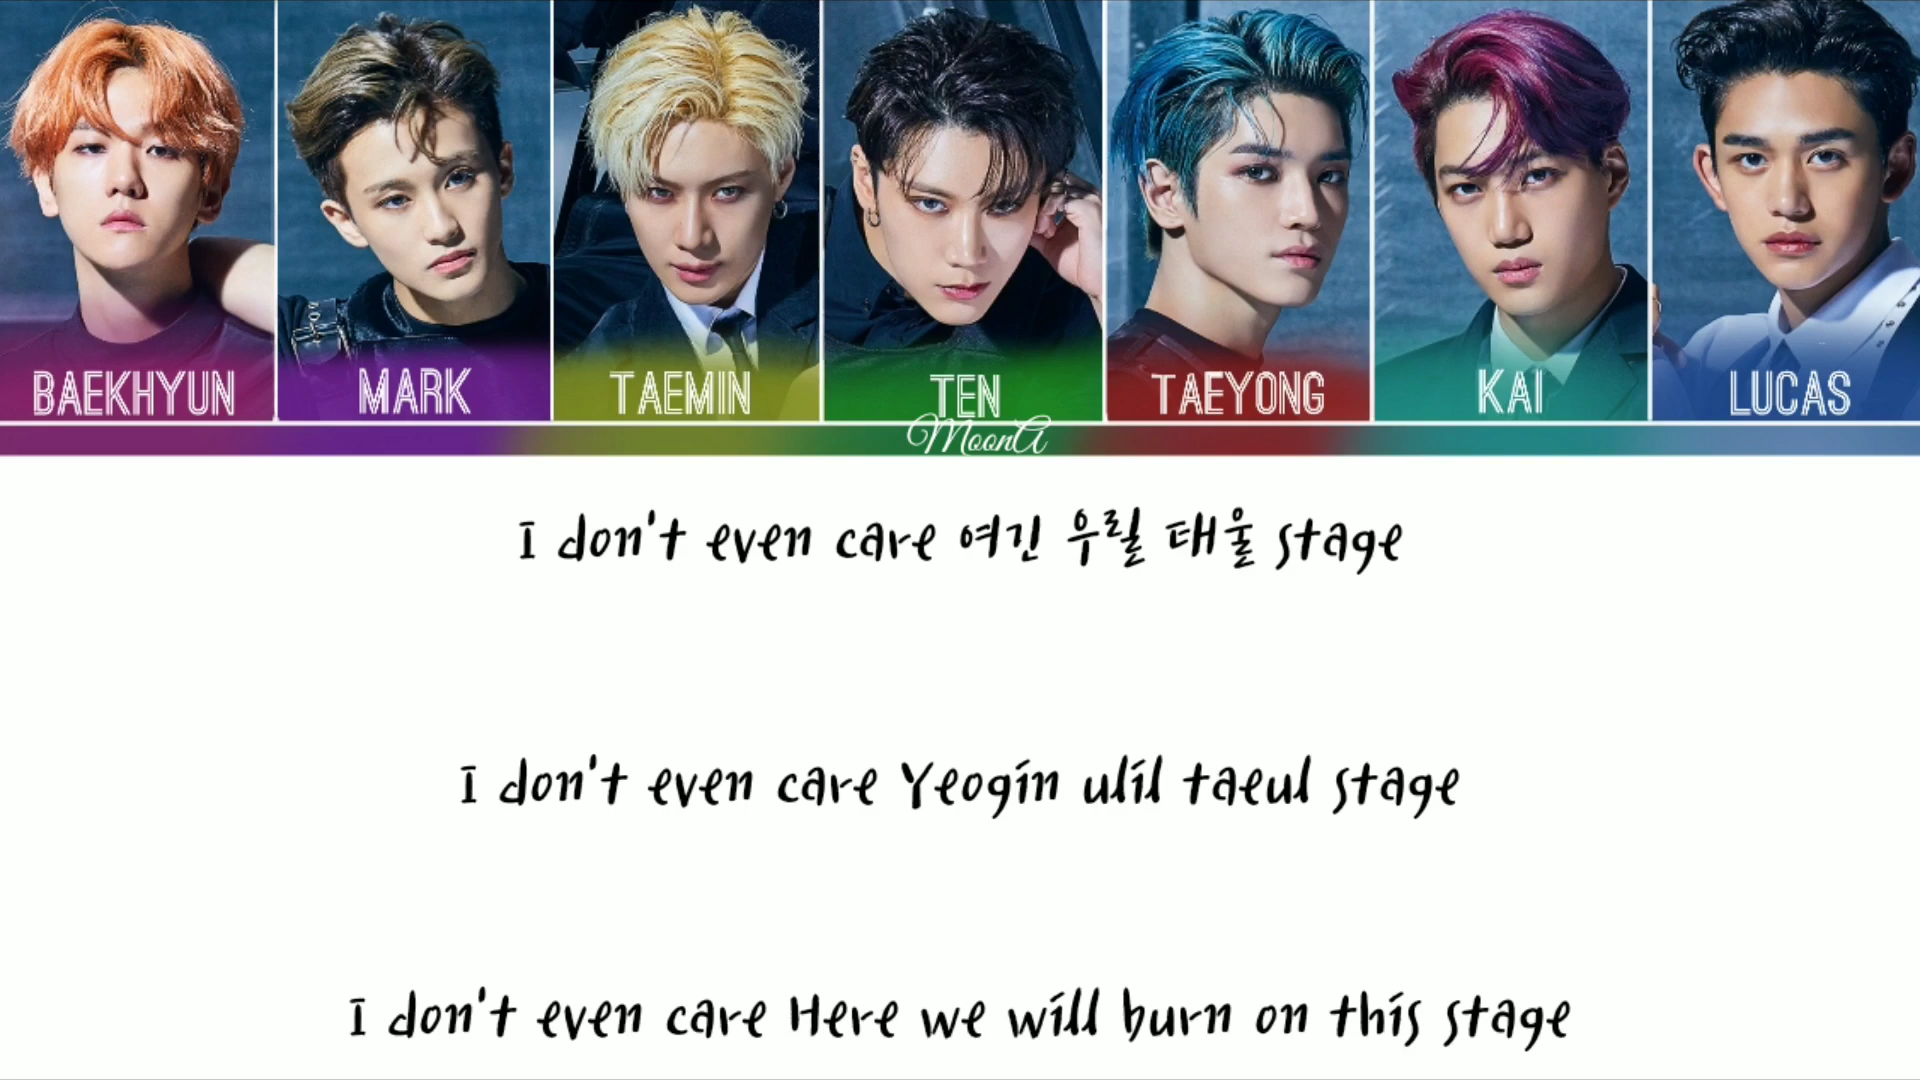 BAEKHYUN MARK TAEMIN TEN TAEYONG KAI LUCAS
MoonA
I don't even care 여긴 우릴 태울 stage
I don't even care Yeogin ulil taeul stage
I don't even care Here we will burn on this stage